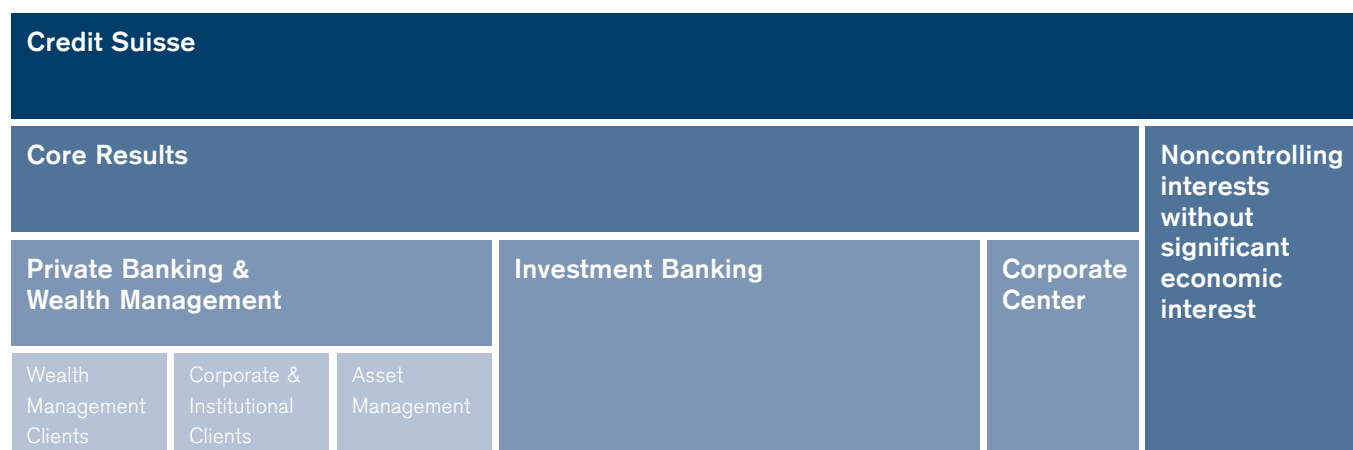 Credit Suisse
Core Results
Noncontrolling
interests
without
significant
economic
interest
Private Banking &
Wealth Management
Investment Banking
Corporate
Center
Wealth
Management
Clients
Corporate &
Institutional
Clients
Asset
Management